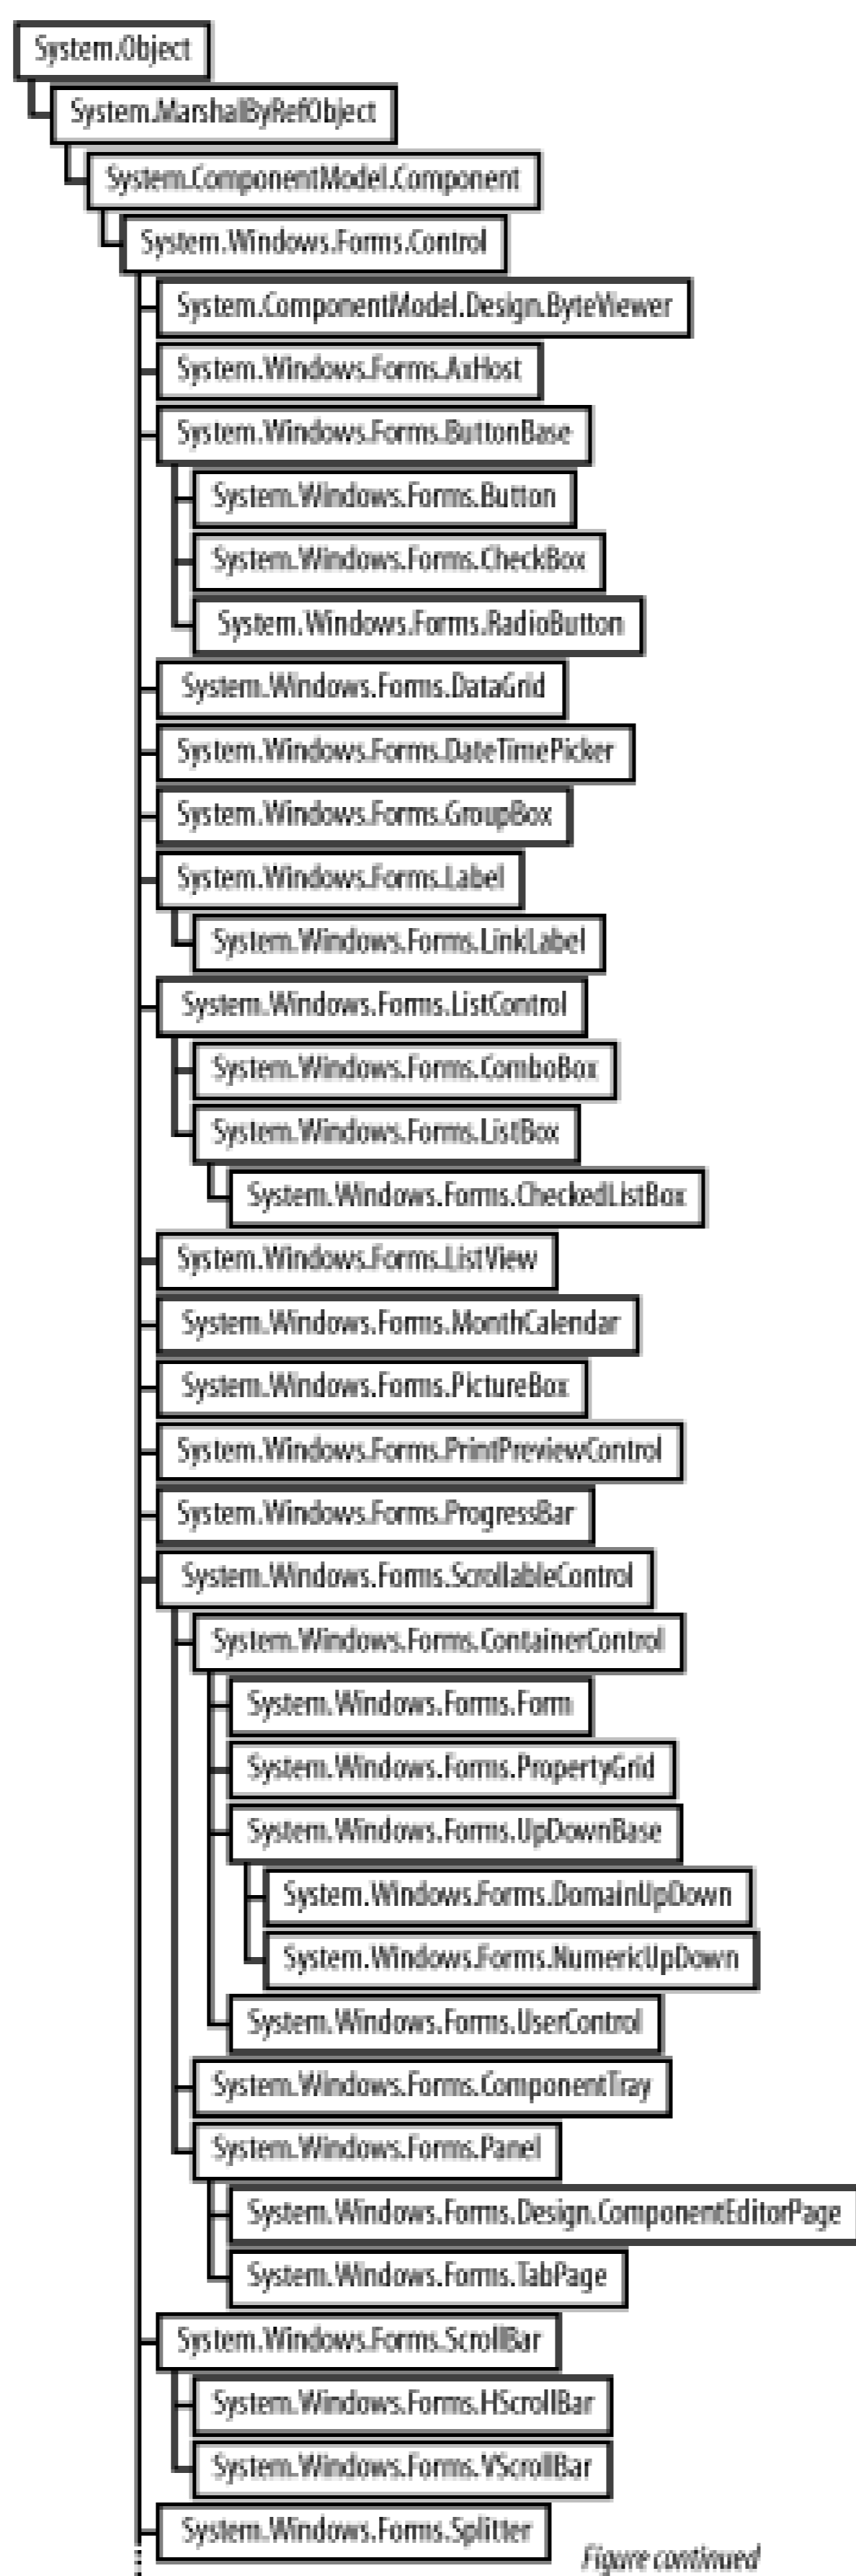 System.Object
System.MarshalByRefObject
System.ComponentModel.Component
System.Windows.Forms.Control
System.ComponentModel.Design.ByteViewer
System.Windows.Forms.AxHost
System.Windows.Forms.ButtonBase
System.Windows.Forms.Button
System.Windows.Forms.CheckBox
System.Windows.Forms.RadioButton
System.Windows.Forms.DataGrid
System.Windows.Forms.DateTimePicker
System.Windows.Forms.GroupBox
System.Windows.Forms.Label
System.Windows.Forms.LinkLabel
System.Windows.Forms.ListControl
System.Windows.Forms.ComboBox
System.Windows.Forms.ListBox
System.Windows.Forms.CheckedListBox
System.Windows.Forms.ListView
System.Windows.Forms.MonthCalendar
System.Windows.Forms.PictureBox
System.Windows.Forms.PrintPreviewControl
System.Windows.Forms.ProgressBar
System.Windows.Forms.ScrollableControl
System.Windows.Forms.ContainerControl
System.Windows.Forms.Form
System.Windows.Forms.PropertyGrid
System.Windows.Forms.UpDownBase
System.Windows.Forms.DomainUpDown
System.Windows.Forms.NumericUpDown
System.Windows.Forms.UserControl
System.Windows.Forms.ComponentTray
System.Windows.Forms.Panel
System.Windows.Forms.Design.ComponentEditorPage
System.Windows.Forms.TabPage
System.Windows.Forms.ScrollBar
System.Windows.Forms.HScrollBar
System.Windows.Forms.VScrollBar
System.Windows.Forms.Splitter
Figure continued